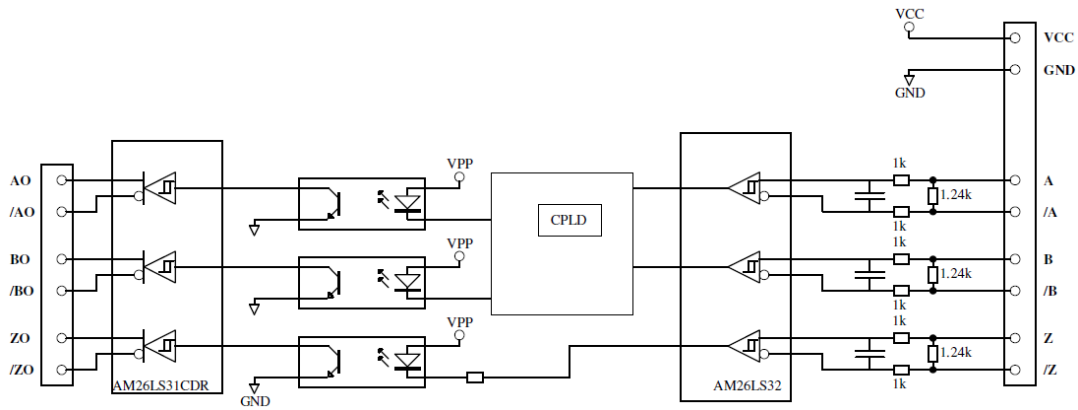 VCC
VCC
GND
GND
1k
A
1.24k
/A
1k
1k
B
1.24k
/B
1k
1k
Z
1.24k
/Z
1k
AM26LS32
CPLD
VPP
VPP
VPP
GND
AM26LS31CDR
AO
/AO
BO
/BO
ZO
/ZO